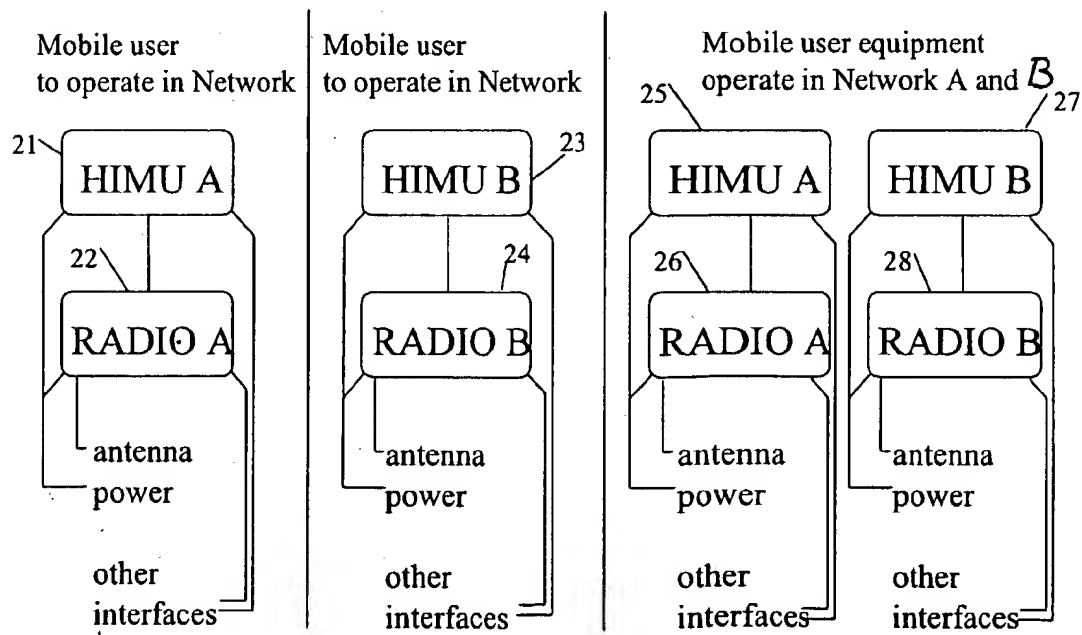 Mobile user
to operate in Network
21
HIMU A
22
RADIO A
antenna
power
other
interfaces
Mobile user
to operate in Network
23
HIMU B
24
RADIO B
antenna
power
other
interfaces
Mobile user equipment
operate in Network A and B
25
27
HIMU A
HIMU B
26
28
RADIO A
RADIO B
antenna
antenna
power
power
other
other
interfaces
interfaces